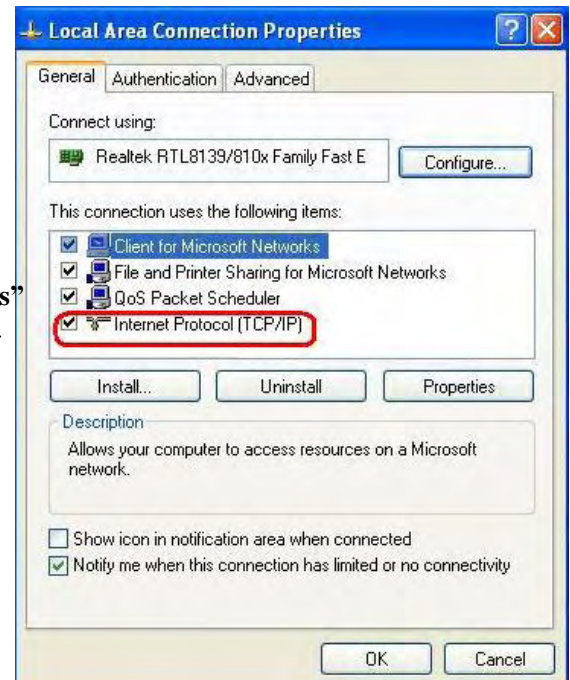 Local Area Connection Properties
General Authentication Advanced
Connect using:
Realtek RTL8139/810x Family Fast E Configure...
This connection uses the following items:
Client for Microsoft Networks
File and Printer Sharing for Microsoft Networks
s”
QoS Packet Scheduler
Internet Protocol (TCP/IP)
Install... Uninstall Properties
Description
Allows your computer to access resources on a Microsoft
network.
Show icon in notification area when connected
Notify me when this connection has limited or no connectivity
OK Cancel